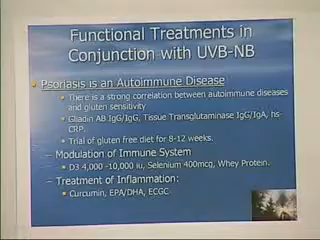 Functional Treatments in
Conjunction with UVB-NB
Psoriasis is an Autoimmune Disease
There is a strong correlation between autoimmune diseases
and gluten sensitivity
Gliadin AB IgG/IgG, Tissue Transglutaminase IgG/IgA, hs-
CRP.
Trial of gluten free diet for 8-12 weeks.
– Modulation of Immune System
D3 4,000 -10,000 iu, Selenium 400mcg, Whey Protein.
– Treatment of Inflammation:
Curcumin, EPA/DHA, ECGC